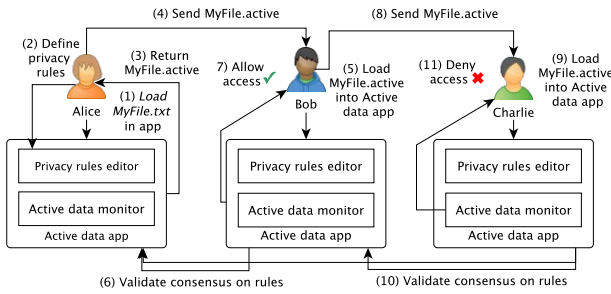 (4) Send MyFile.active
(8) Send MyFile.active
(2) Define
privacy
rules
(3) Return
MyFile.active
7) Allow
access
(5) Load
MyFile.active
into Active
data app
(11) Deny
access
(9) Load
MyFile.active
into Active
data app
(1) Load
MyFile.txt
in app
Alice
Bob
Charlie
Privacy rules editor
Active data monitor
Active data app
Privacy rules editor
Active data monitor
Active data app
Privacy rules editor
Active data monitor
Active data app
(6) Validate consensus on rules
(10) Validate consensus on rules